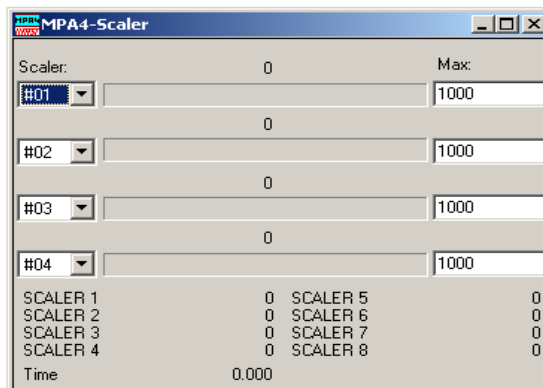 MPA4-Scaler
Scaler: 0 Max:
#01 1000
0
#02 1000
0
#03 1000
0
#04 1000
SCALER 1 0 SCALER 5 0
SCALER 2 0 SCALER 6 0
SCALER 3 0 SCALER 7 0
SCALER 4 0 SCALER 8 0
Time 0.000